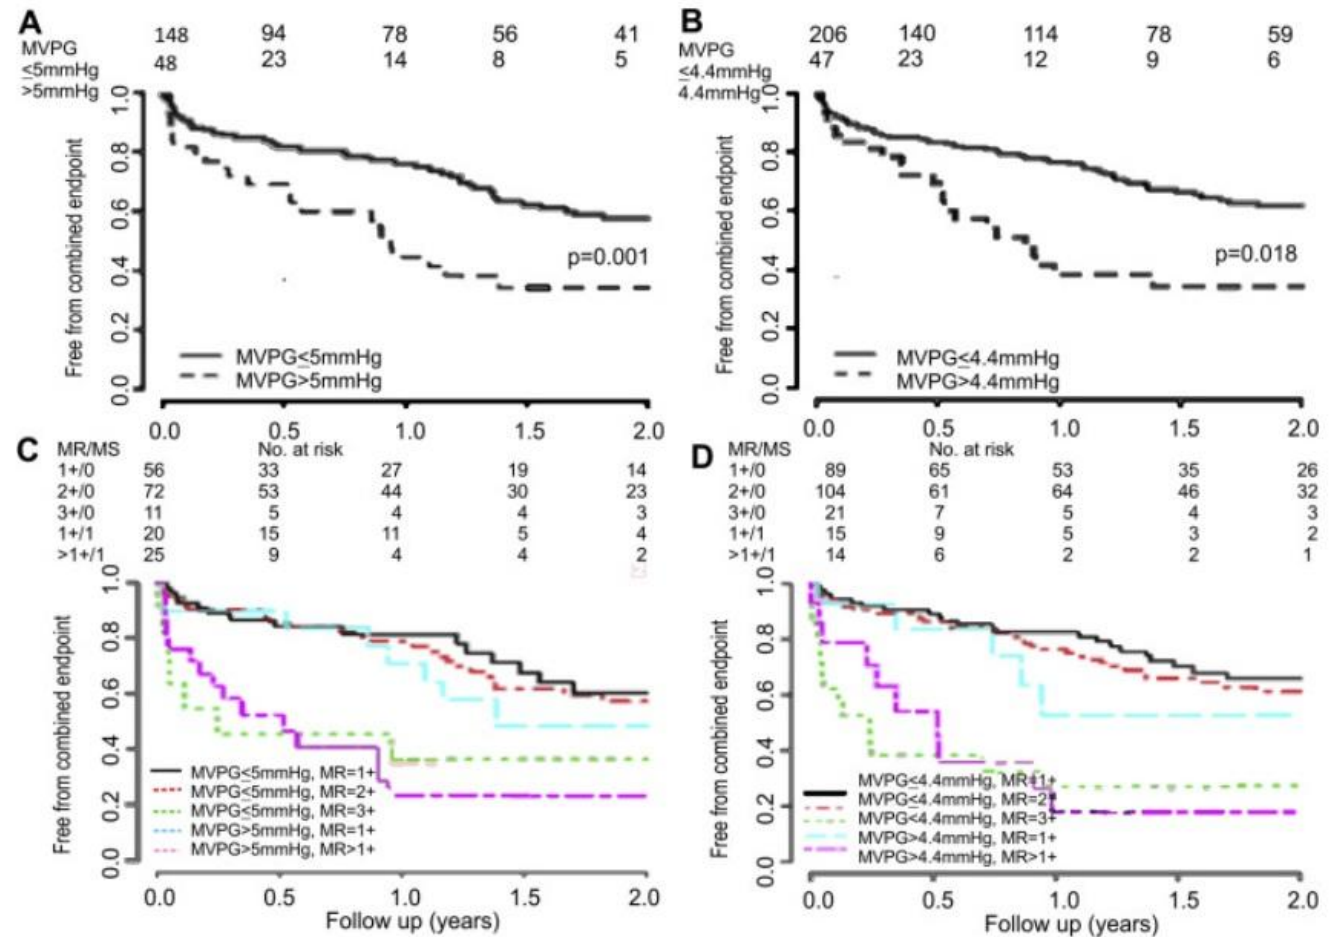 A
148 94 78 56 41
MVPG
≤5mmHg
48 23 14 8 5
>5mmHg
Free from combined endpoint
1.0
0.8
0.6
0.4
0.2
0.0
p=0.001
MVPG≤5mmHg
MVPG>5mmHg
0.0 0.5 1.0 1.5 2.0
No. at risk
B
206 140 114 78 59
MVPG
≤4.4mmHg
47 23 12 9 6
4.4mmHg
Free from combined endpoint
1.0
0.8
0.6
0.4
0.2
0.0
p=0.018
MVPG≤4.4mmHg
MVPG>4.4mmHg
0.0 0.5 1.0 1.5 2.0
No. at risk
C
MR/MS
1+/0 56 33 27 19 14
2+/0 72 53 44 30 23
3+/0 11 5 4 4 3
1+/1 20 15 11 5 4
>1+/1 25 9 4 4 2
Free from combined endpoint
1.0
0.8
0.6
0.4
0.2
0.0
MVPG≤5mmHg, MR=1+
MVPG≤5mmHg, MR=2+
MVPG≤5mmHg, MR=3+
MVPG>5mmHg, MR=1+
MVPG>5mmHg, MR>1+
0.0 0.5 1.0 1.5 2.0
Follow up (years)
D
MR/MS
1+/0 89 65 53 35 26
2+/0 104 61 64 46 32
3+/0 21 7 5 4 3
1+/1 15 9 5 3 2
>1+/1 14 6 2 2 1
Free from combined endpoint
1.0
0.8
0.6
0.4
0.2
0.0
MVPG≤4.4mmHg, MR=1+
MVPG≤4.4mmHg, MR=2+
MVPG<4.4mmHg, MR=3+
MVPG>4.4mmHg, MR=1+
MVPG>4.4mmHg, MR>1+
0.0 0.5 1.0 1.5 2.0
Follow up (years)